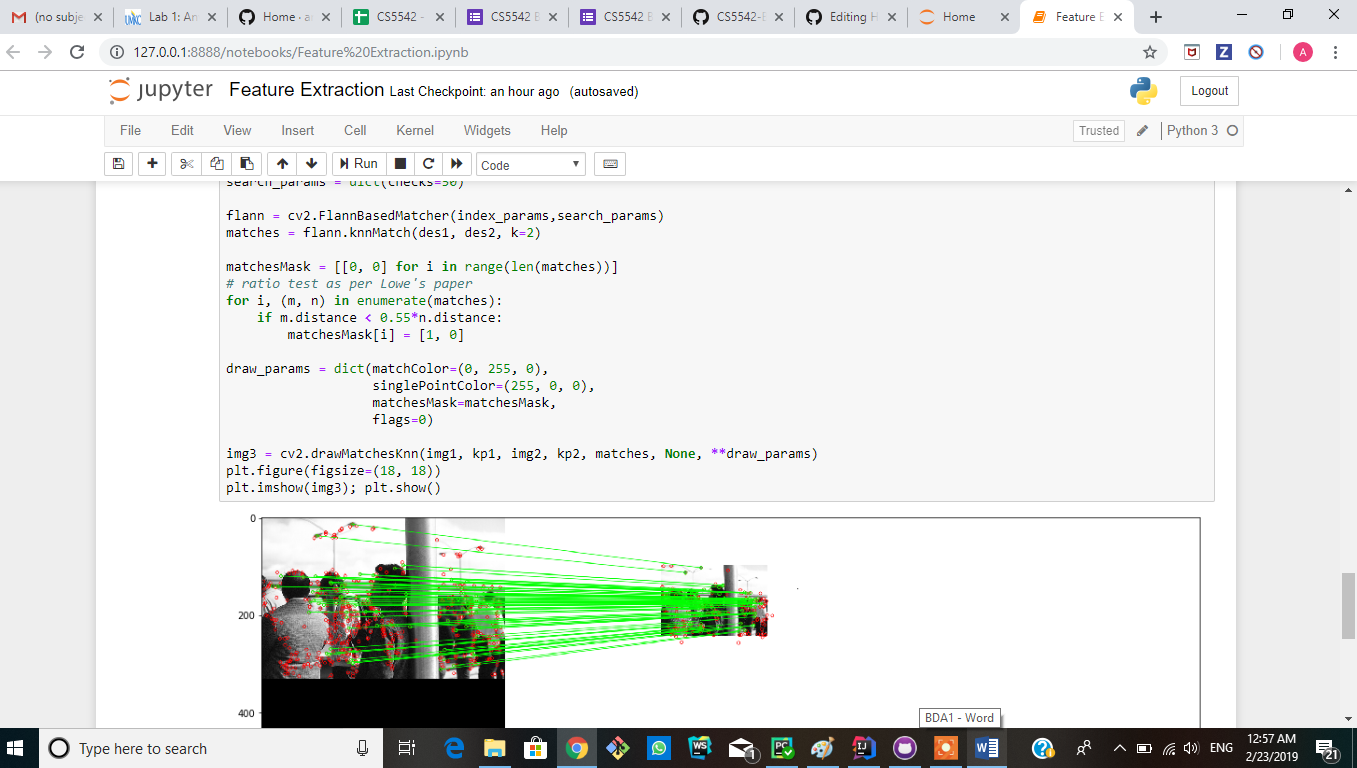 (no subje
Lab 1: An
Home - a
CS5542 -
CS5542 B
CS5542 B
CS5542-B
Editing H
Home
Feature E
127.0.0.1:8888/notebooks/Feature%20Extraction.ipynb
A
jupyter Feature Extraction Last Checkpoint: an hour ago (autosaved)
Logout
File Edit View Insert Cell Kernel Widgets Help
Trusted
Python 3
Run
Code
search_params = dict(checks=50)
flann = cv2.FlannBasedMatcher(index_params,search_params)
matches = flann.knnMatch(des1, des2, k=2)
matchesMask = [[0, 0] for i in range(len(matches))]
# ratio test as per Lowe's paper
for i, (m, n) in enumerate(matches):
    if m.distance < 0.55*n.distance:
        matchesMask[i] = [1, 0]
draw_params = dict(matchColor=(0, 255, 0),
                   singlePointColor=(255, 0, 0),
                   matchesMask=matchesMask,
                   flags=0)
img3 = cv2.drawMatchesKnn(img1, kp1, img2, kp2, matches, None, **draw_params)
plt.figure(figsize=(18, 18))
plt.imshow(img3); plt.show()
0
200
400
BDA1 - Word
Type here to search
WS
1
PC
IJ
W
ENG
12:57 AM
2/23/2019
21